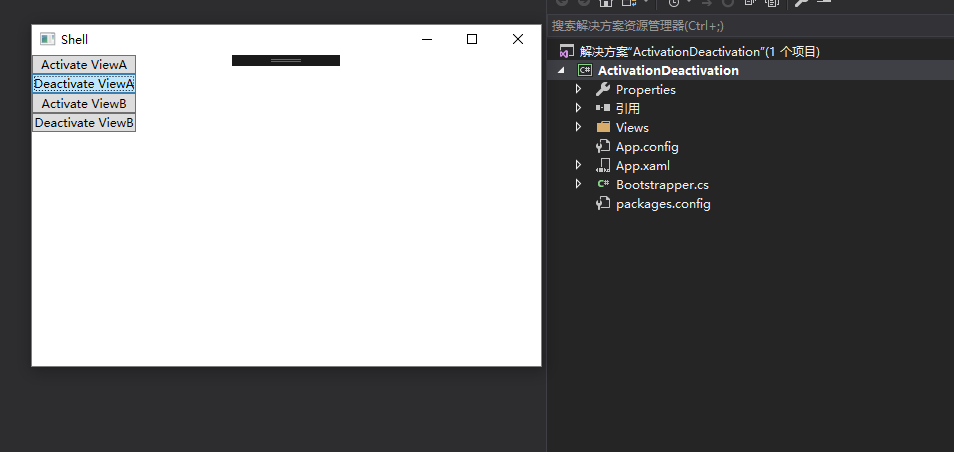 Shell
Activate ViewA
Deactivate ViewA
Activate ViewB
Deactivate ViewB
搜索解决方案资源管理器(Ctrl+;)
解决方案"ActivationDeactivation"(1 个项目)
C# ActivationDeactivation
Properties
引用
Views
App.config
App.xaml
C# Bootstrapper.cs
packages.config